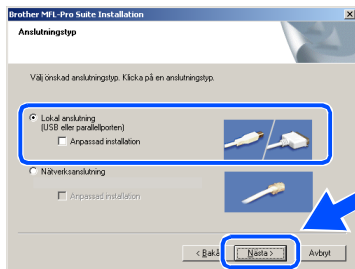 Brother MFL-Pro Suite Installation
Anslutningstyp
Välj önskad anslutningstyp. Klicka på en anslutningstyp.
Lokal anslutning
(USB eller parallellporten)
Anpassad installation
Nätverksanslutning
Anpassad installation
< Bakå
Nästa >
Avbryt